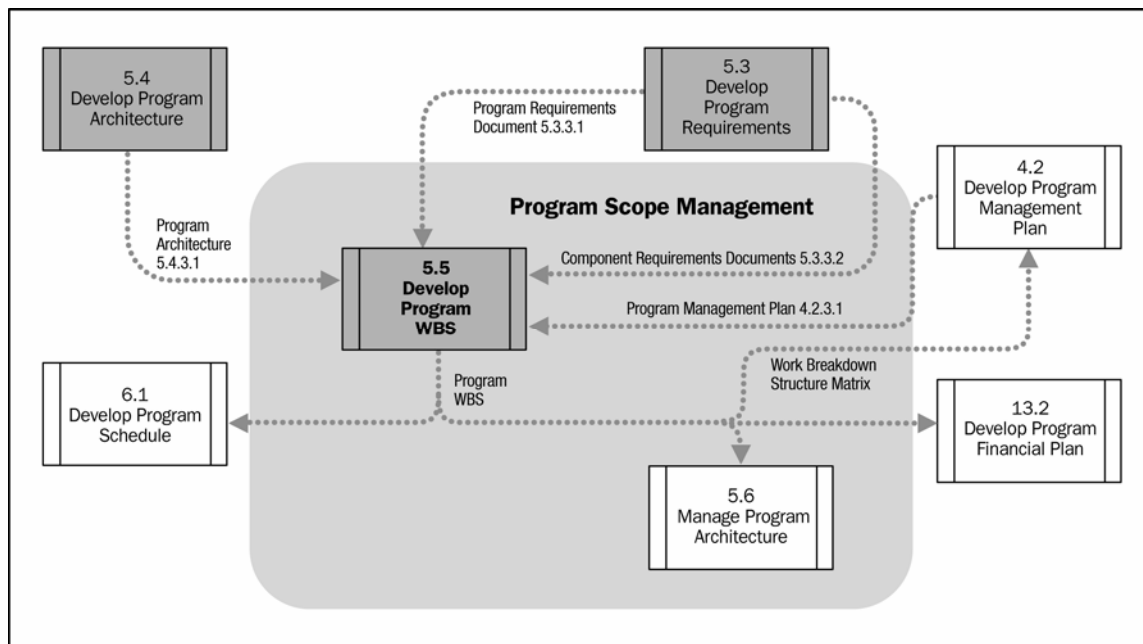 5.4
Develop Program
Architecture
5.3
Develop
Program
Requirements
Program Requirements
Document 5.3.3.1
4.2
Develop Program
Management
Plan
Program Scope Management
Program
Architecture
5.4.3.1
5.5
Develop
Program
WBS
Component Requirements Documents 5.3.3.2
Program Management Plan 4.2.3.1
Work Breakdown
Structure Matrix
6.1
Develop Program
Schedule
Program
WBS
13.2
Develop Program
Financial Plan
5.6
Manage Program
Architecture